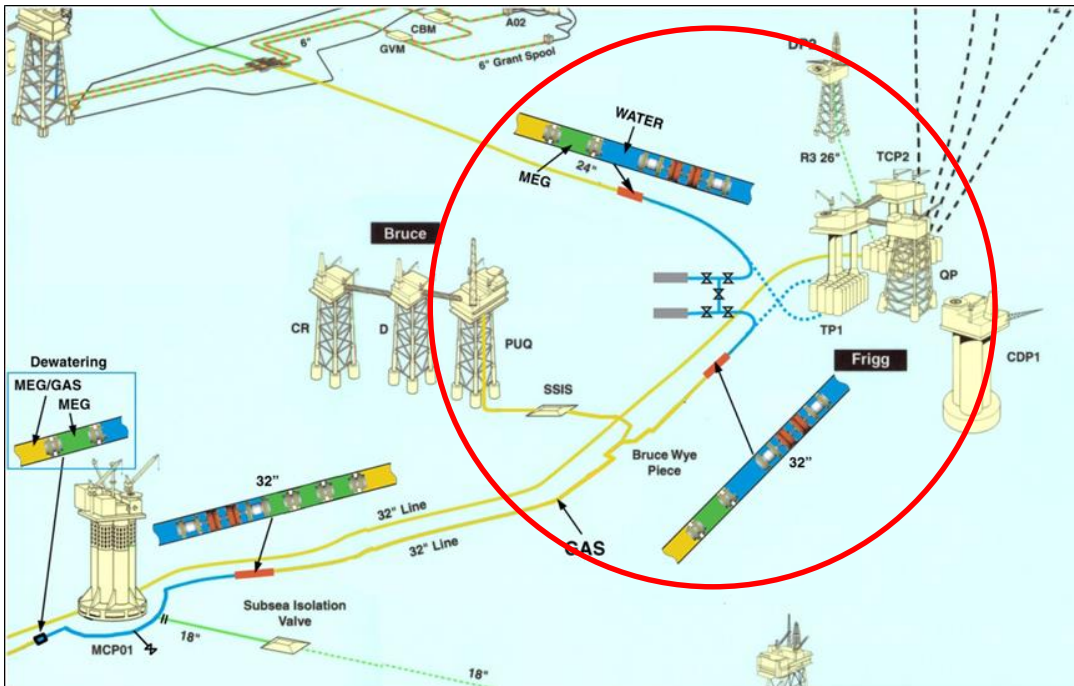 CBM
A02
6"
GVM
6" Grant Spool
12
DP2
WATER
MEG
24"
R3 26"
TCP2
Bruce
QP
CR
D
PUQ
TP1
CDP1
Frigg
Dewatering
MEG/GAS
MEG
SSIS
Bruce Wye
Piece
32"
32"
32" Line
32" Line
GAS
Subsea Isolation
Valve
MCP01
18"
18"